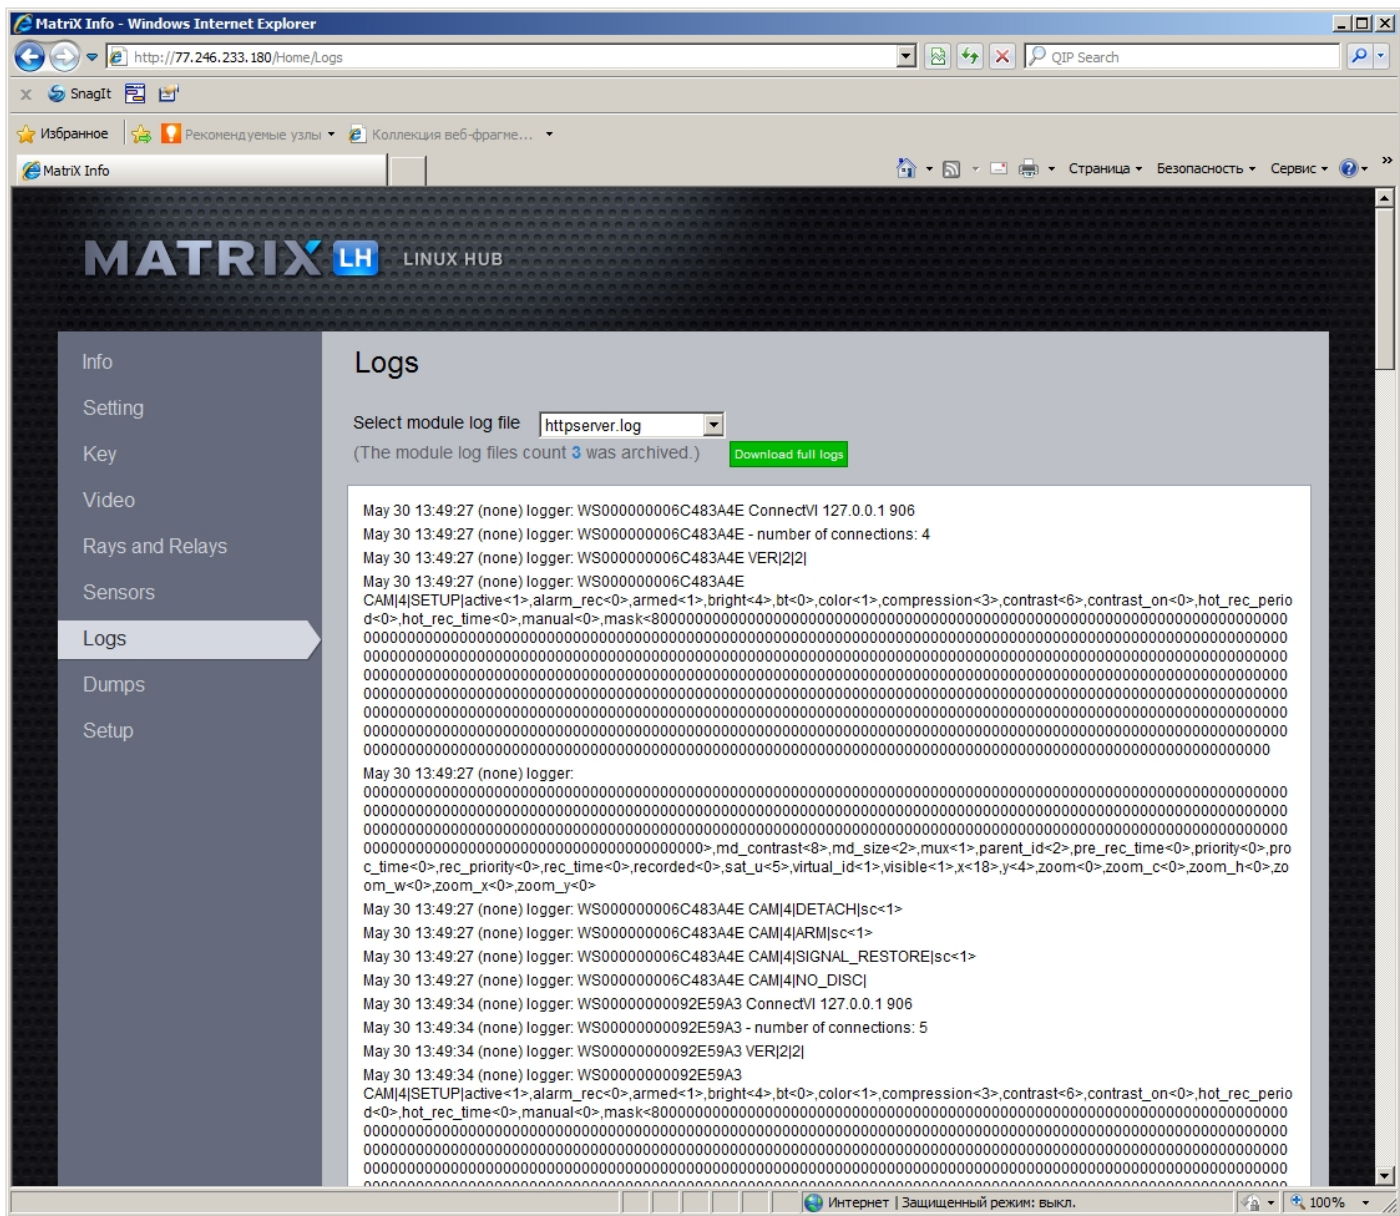 MatriX Info - Windows Internet Explorer
http://77.246.233.180/Home/Logs
QIP Search
x SnagIt
Избранное Рекомендуемые узлы Коллекция веб-фрагме...
MatriX Info
Страница Безопасность Сервис »
MATRIX LH LINUX HUB
Info
Setting
Key
Video
Rays and Relays
Sensors
Logs
Dumps
Setup
Logs
Select module log file httpserver.log
(The module log files count 3 was archived.) Download full logs
May 30 13:49:27 (none) logger: WS000000006C483A4E ConnectVI 127.0.0.1 906
May 30 13:49:27 (none) logger: WS000000006C483A4E - number of connections: 4
May 30 13:49:27 (none) logger: WS000000006C483A4E VER|2|2|
May 30 13:49:27 (none) logger: WS000000006C483A4E
CAM|4|SETUP|active<1>,alarm_rec<0>,armed<1>,bright<4>,bt<0>,color<1>,compression<3>,contrast<6>,contrast_on<0>,hot_rec_perio
d<0>,hot_rec_time<0>,manual<0>,mask<80000000
May 30 13:49:27 (none) logger:
>,md_contrast<8>,md_size<2>,mux<1>,parent_id<2>,pre_rec_time<0>,priority<0>,pro
c_time<0>,rec_priority<0>,rec_time<0>,recorded<0>,sat_u<5>,virtual_id<1>,visible<1>,x<18>,y<4>,zoom<0>,zoom_c<0>,zoom_h<0>,zo
om_w<0>,zoom_x<0>,zoom_y<0>
May 30 13:49:27 (none) logger: WS000000006C483A4E CAM|4|DETACH|sc<1>
May 30 13:49:27 (none) logger: WS000000006C483A4E CAM|4|ARM|sc<1>
May 30 13:49:27 (none) logger: WS000000006C483A4E CAM|4|SIGNAL_RESTORE|sc<1>
May 30 13:49:27 (none) logger: WS000000006C483A4E CAM|4|NO_DISC|
May 30 13:49:34 (none) logger: WS00000000092E59A3 ConnectVI 127.0.0.1 906
May 30 13:49:34 (none) logger: WS00000000092E59A3 - number of connections: 5
May 30 13:49:34 (none) logger: WS00000000092E59A3 VER|2|2|
May 30 13:49:34 (none) logger: WS00000000092E59A3
CAM|4|SETUP|active<1>,alarm_rec<0>,armed<1>,bright<4>,bt<0>,color<1>,compression<3>,contrast<6>,contrast_on<0>,hot_rec_perio
d<0>,hot_rec_time<0>,manual<0>,mask<80000000
Интернет | Защищенный режим: выкл.
100%